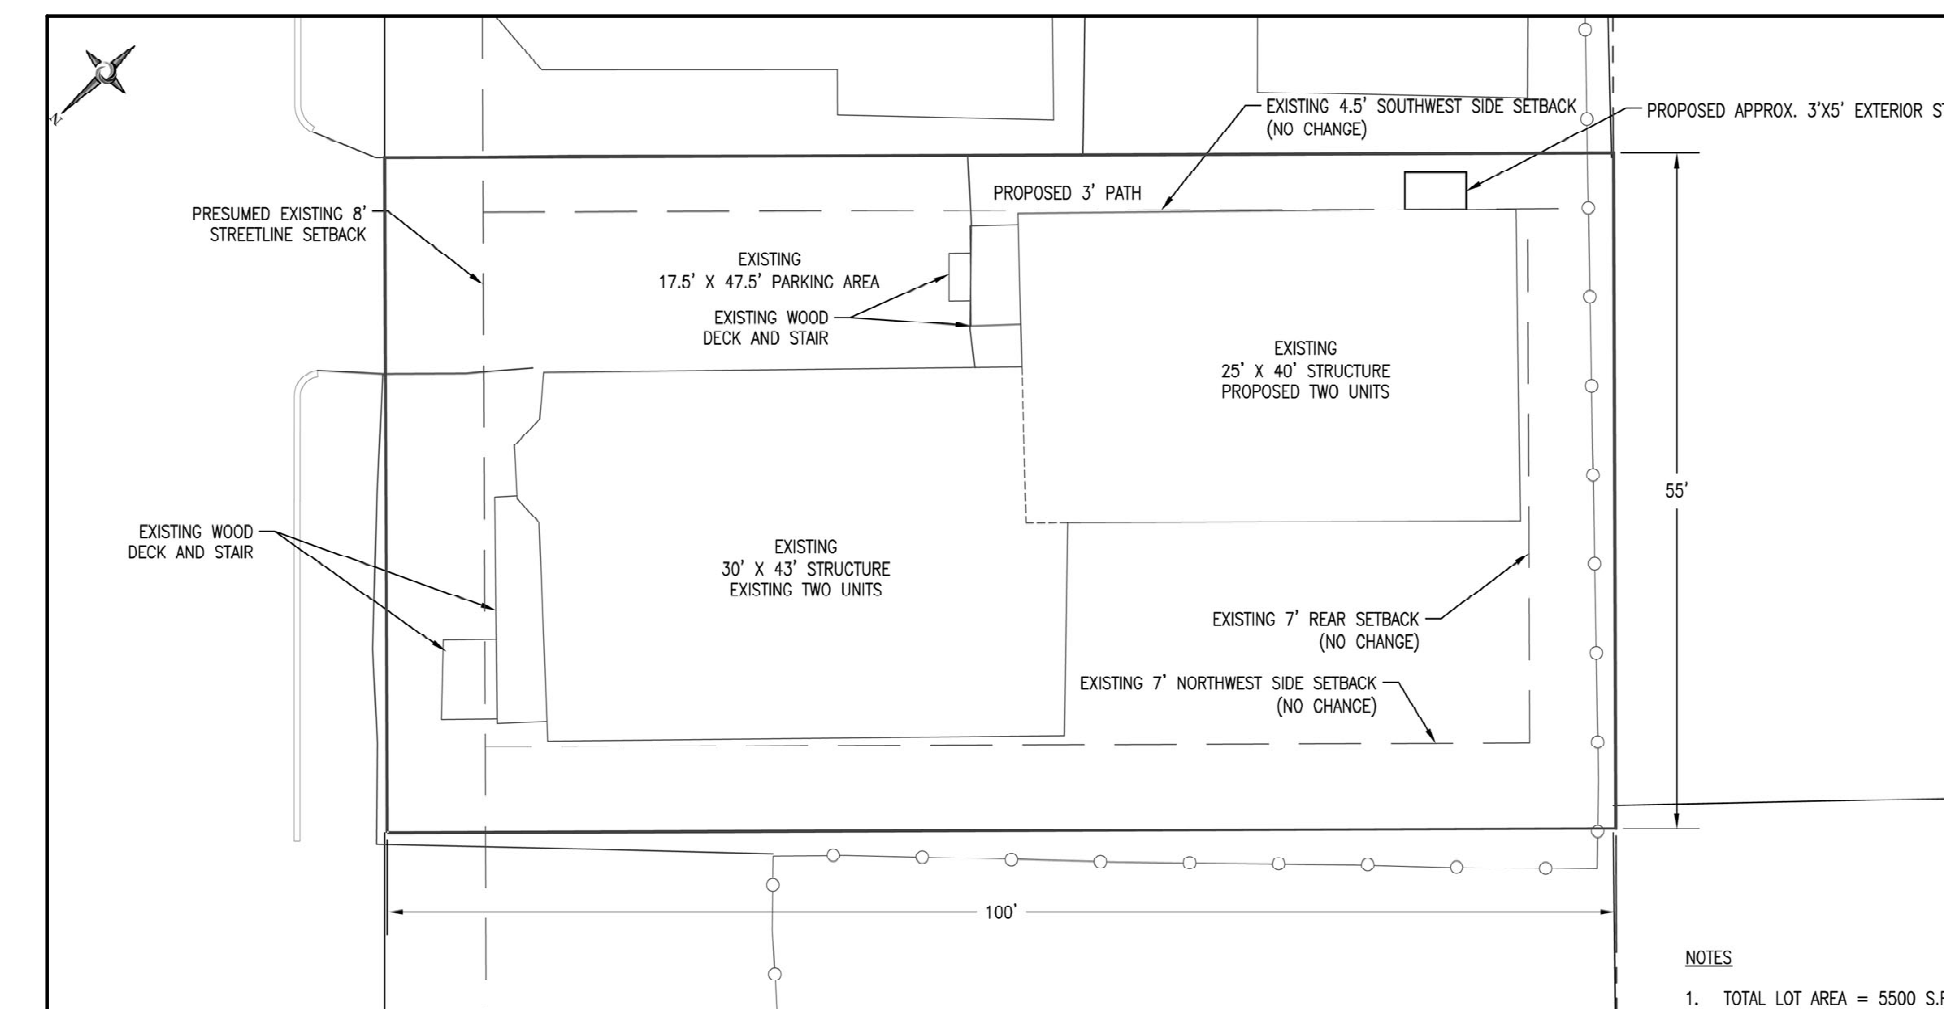 N
EXISTING 4.5' SOUTHWEST SIDE SETBACK
(NO CHANGE)
PROPOSED APPROX. 3'X5' EXTERIOR
PROPOSED 3' PATH
PRESUMED EXISTING 8'
STREETLINE SETBACK
EXISTING
17.5' X 47.5' PARKING AREA
EXISTING WOOD
DECK AND STAIR
EXISTING
25' X 40' STRUCTURE
PROPOSED TWO UNITS
55'
EXISTING WOOD
DECK AND STAIR
EXISTING
30' X 43' STRUCTURE
EXISTING TWO UNITS
EXISTING 7' REAR SETBACK
(NO CHANGE)
EXISTING 7' NORTHWEST SIDE SETBACK
(NO CHANGE)
100'
NOTES
1. TOTAL LOT AREA = 5500